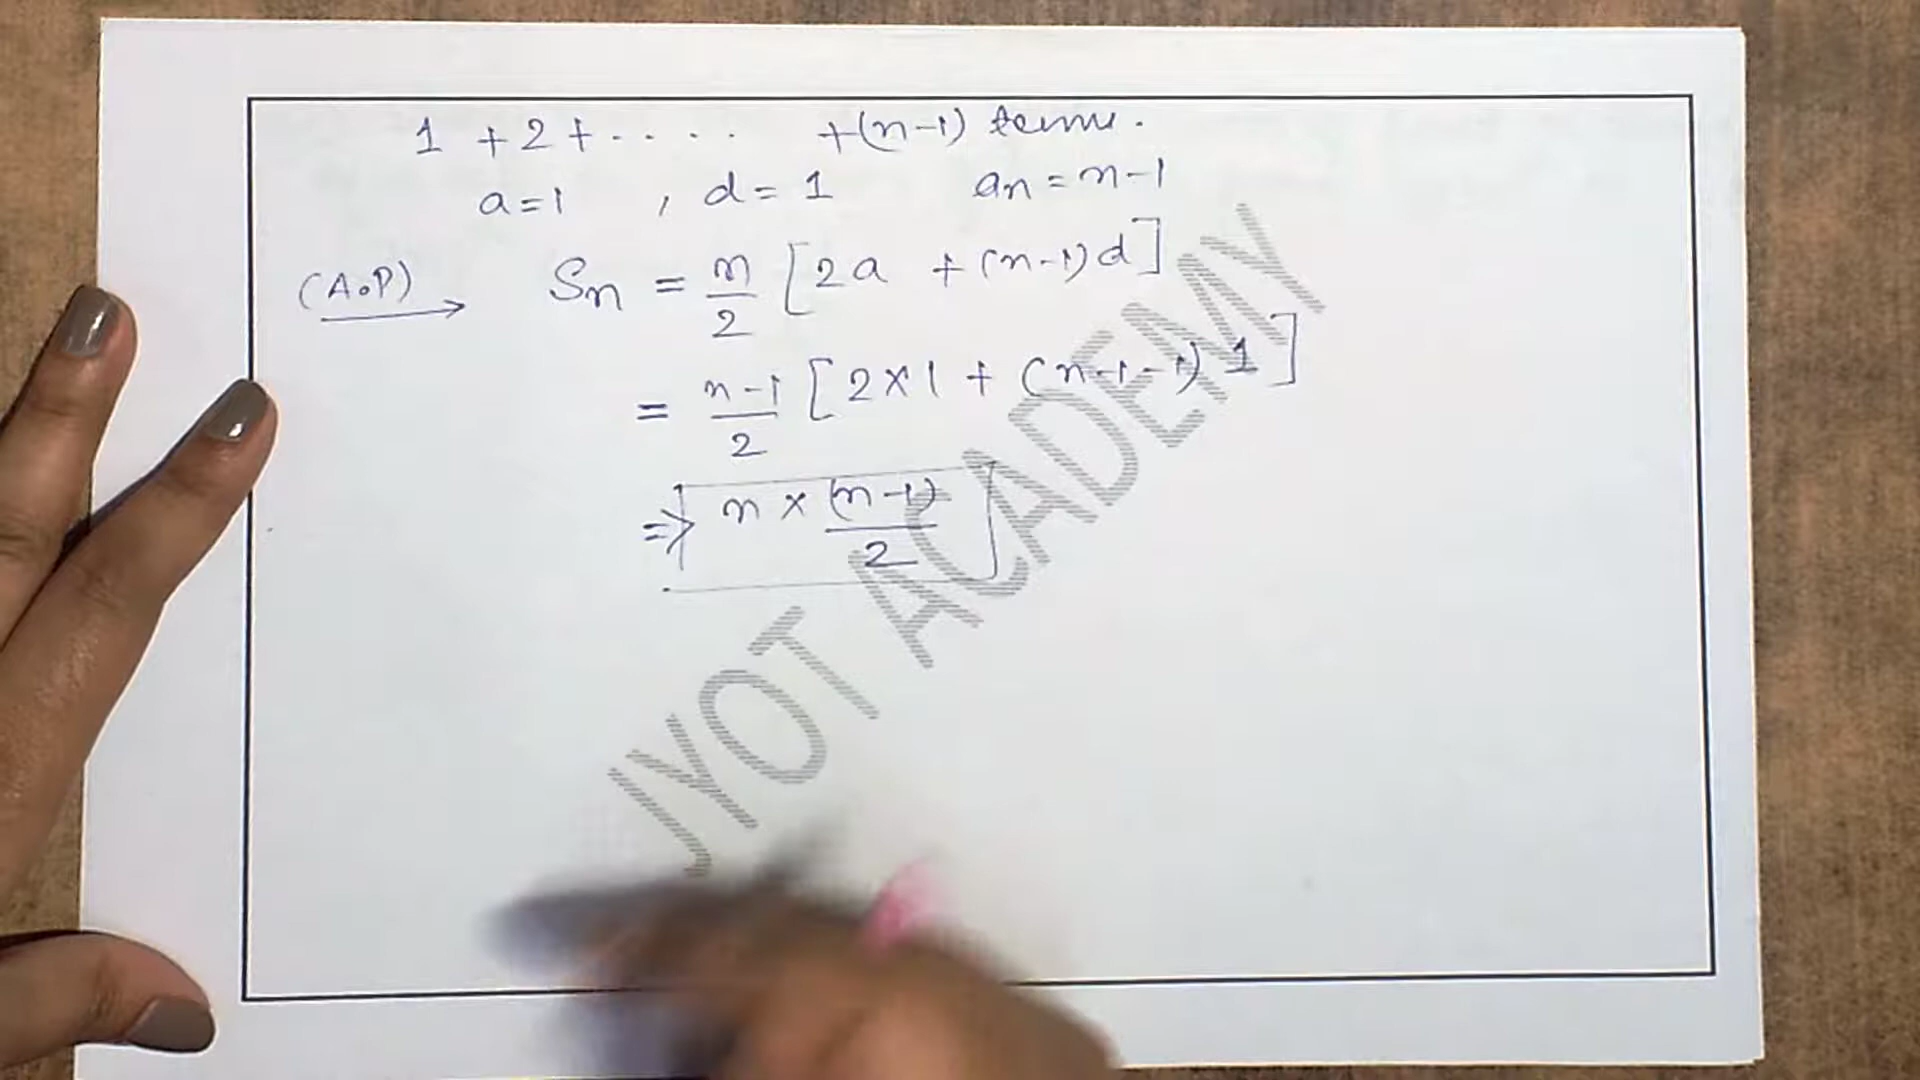 1 + 2 + . . . . + (n-1) terms.
a = 1 , d = 1 an = n-1
(A.P) → Sn = n/2 [2a + (n-1) d]
= n-1/2 [2×1 + (n-1-1) 1]
=> n × (n-1)/2
JYOT ACADEMY